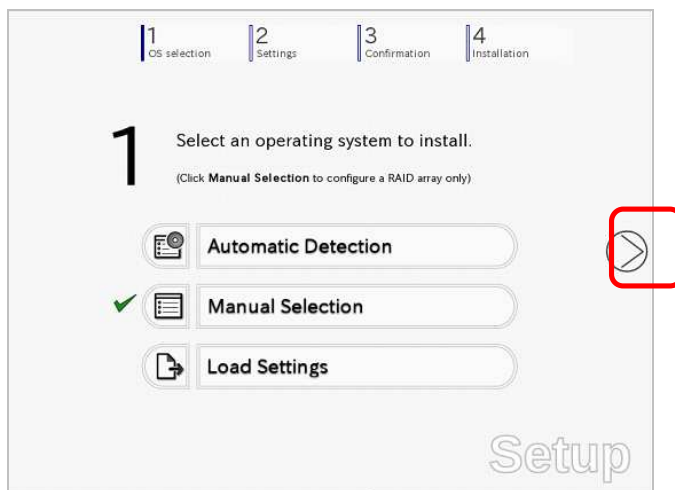 1 2 3 4
OS selection Settings Confirmation Installation
1 Select an operating system to install.
(Click Manual Selection to configure a RAID array only)
Automatic Detection
Manual Selection
Load Settings
Setup